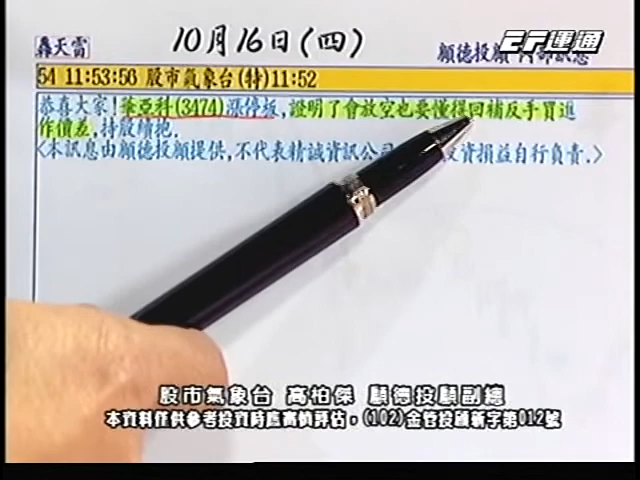 轟天雷
10月16日(四)
運通
顧德投顧 內部訊息
54 11:53:56 股市氣象台(特)11:52
恭喜大家!華亞科(3474)漲停板,證明了會放空也要懂得回補反手買進
作價差,持股續抱.
<本訊息由顧德投顧提供,不代表精誠資訊公司 投資損益自行負責.>
股市氣象台 高柏傑 顧德投顧副總
本資料僅供參考投資時應審慎評估,(102)金管投顧新字第012號